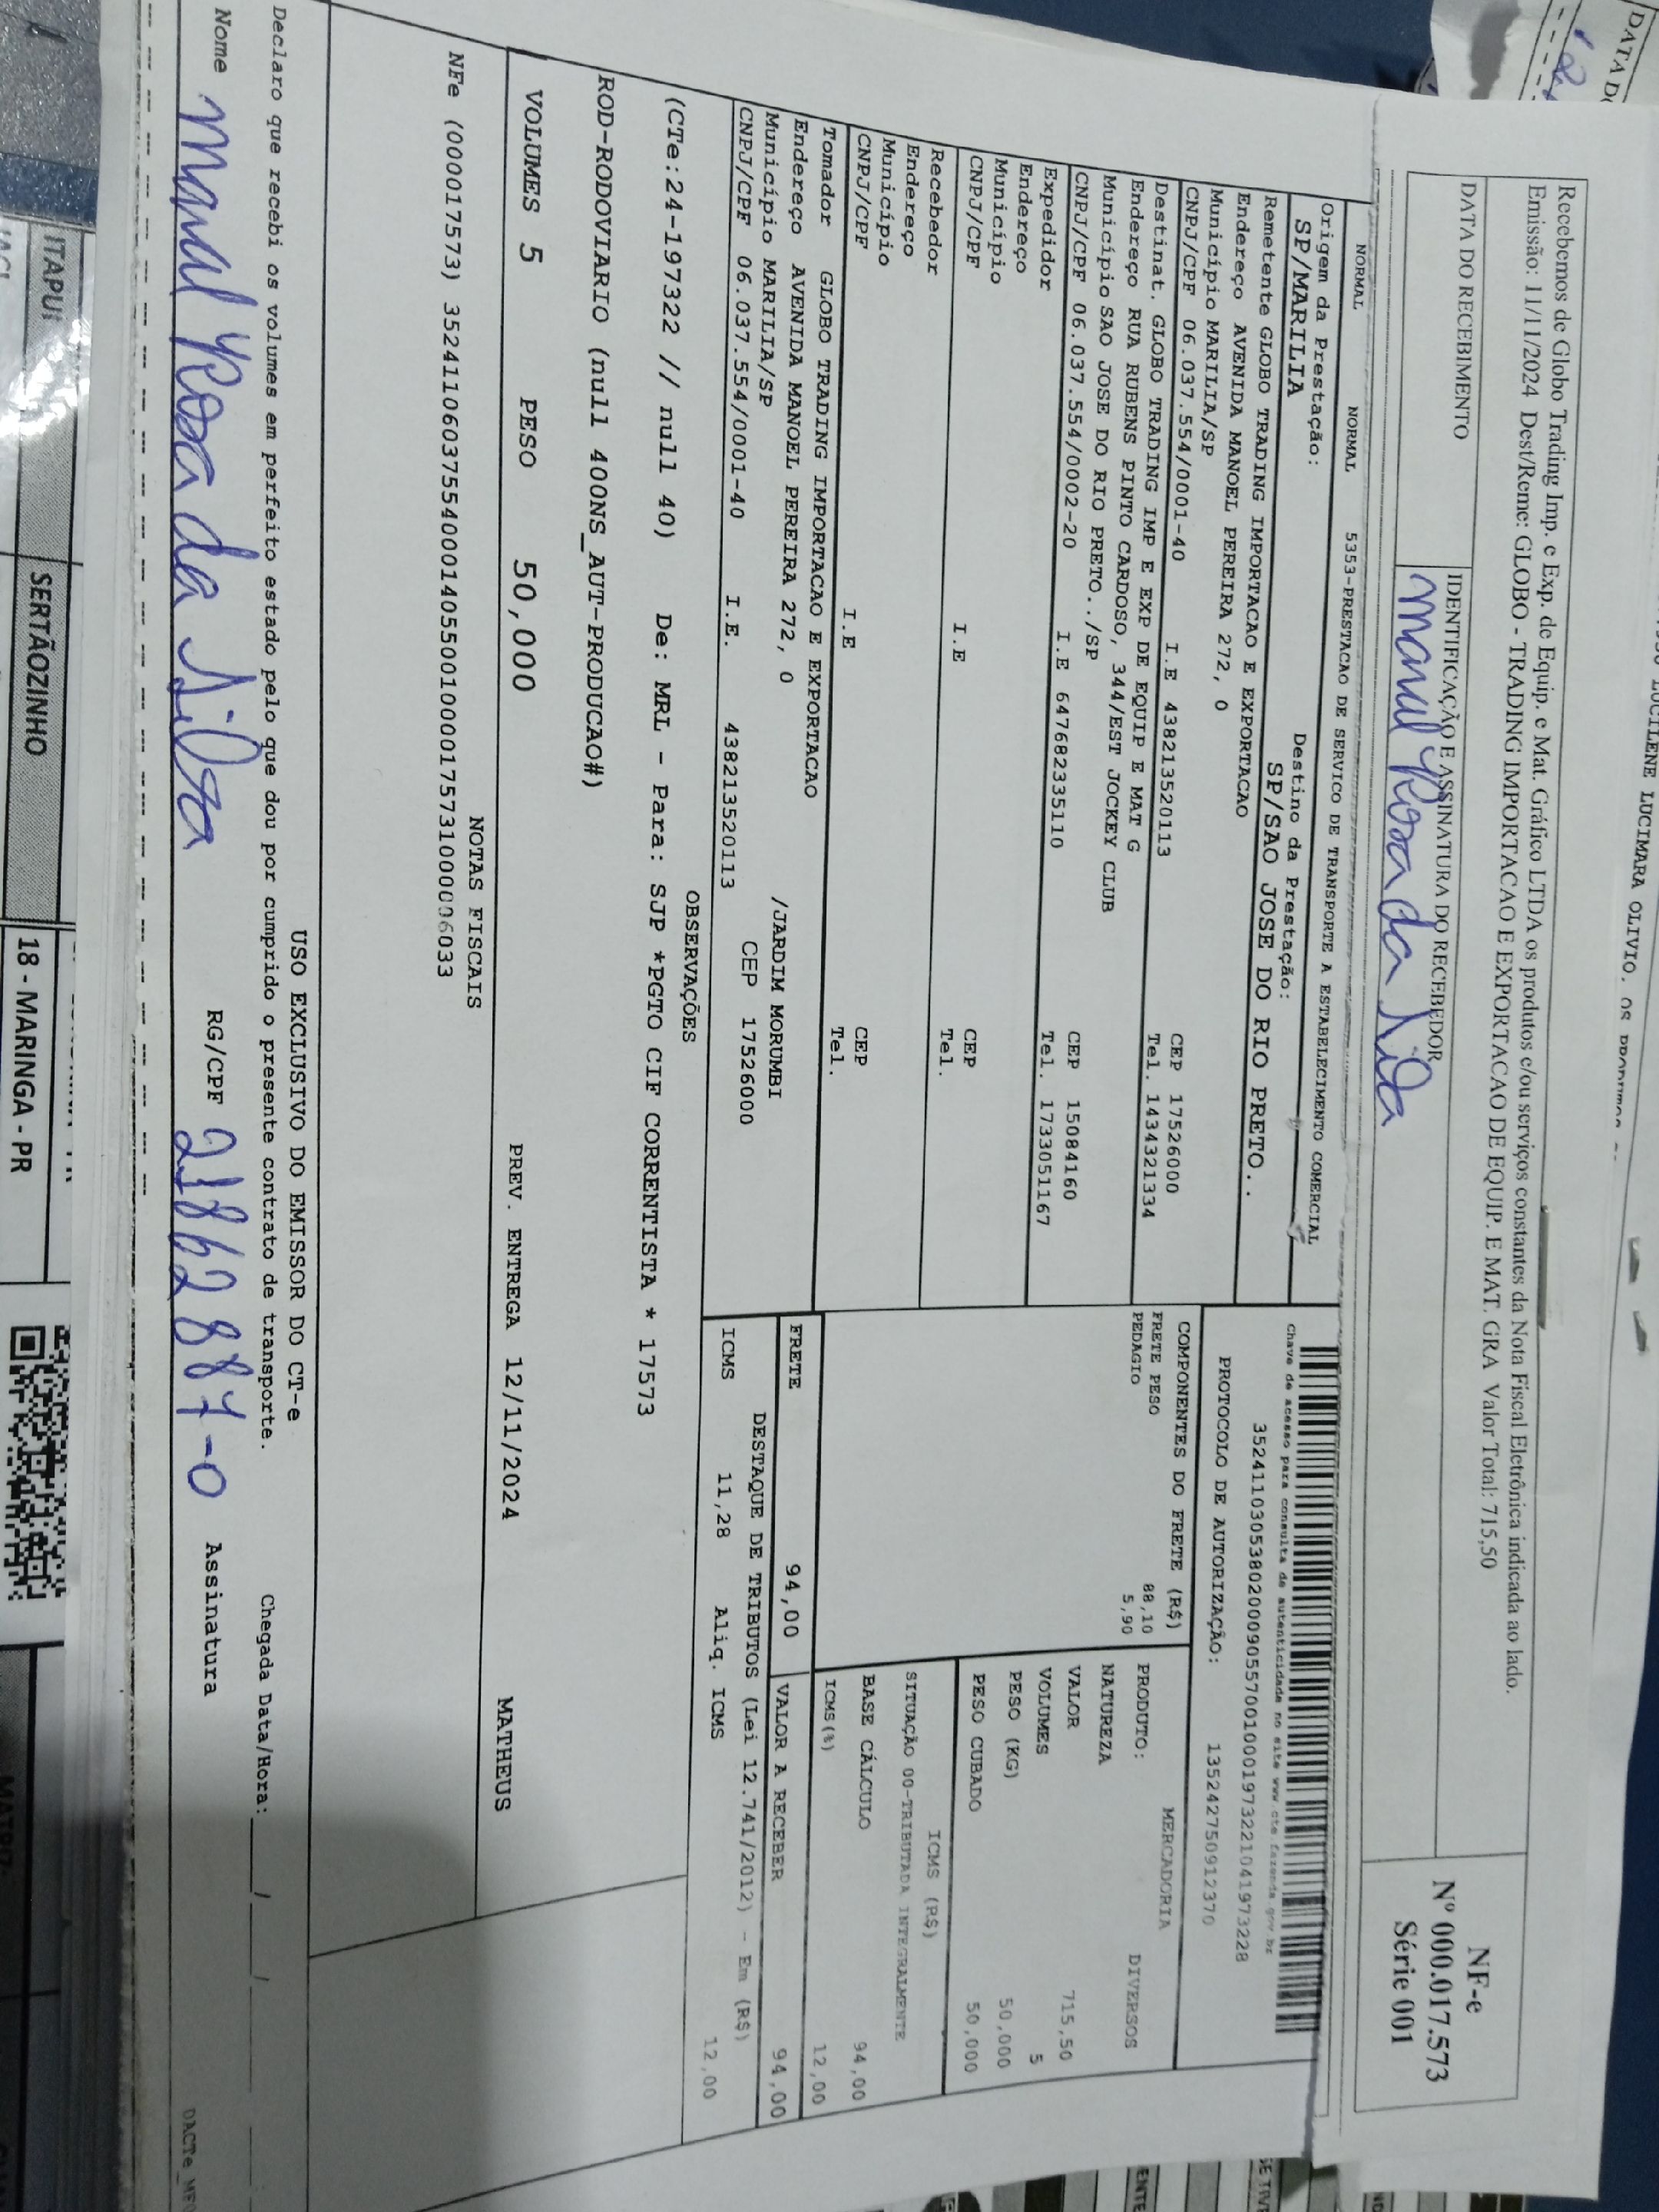 Recebemos de Globo Trading Imp. e Exp. de Equip. e Mat. Gráfico LTDA os produtos e/ou serviços constantes da Nota Fiscal Eletrônica indicada ao lado.
Emissão: 11/11/2024 Dest/Reme: GLOBO - TRADING IMPORTACAO E EXPORTACAO DE EQUIP. E MAT. GRA Valor Total: 715,50
DATA DO RECEBIMENTO
IDENTIFICAÇÃO E ASSINATURA DO RECEBEDOR
Rosa da Silva
NF-e
Nº 000.017.573
Série 001
NORMAL NORMAL 5353-PRESTACAO DE SERVICO DE TRANSPORTE A ESTABELECIMENTO COMERCIAL
Origem da Prestação: Destino da Prestação:
SP/MARILIA SP/SAO JOSE DO RIO PRETO..
Remetente GLOBO TRADING IMPORTACAO E EXPORTACAO
Endereço AVENIDA MANOEL PEREIRA 272, 0
Município MARILIA/SP CEP 17526000
CNPJ/CPF 06.037.554/0001-40 I.E 438213520113 Tel. 1434321334
Destinat. GLOBO TRADING IMP E EXP DE EQUIP E MAT G
Endereço RUA RUBENS PINTO CARDOSO, 344/EST JOCKEY CLUB
Município SAO JOSE DO RIO PRETO../SP CEP 15084160
CNPJ/CPF 06.037.554/0002-20 I.E 647682335110 Tel. 1733051167
Expedidor
Endereço
Município CEP
CNPJ/CPF I.E Tel.
Recebedor
Endereço
Município CEP
CNPJ/CPF I.E Tel.
Tomador GLOBO TRADING IMPORTACAO E EXPORTACAO
Endereço AVENIDA MANOEL PEREIRA 272, 0 /JARDIM MORUMBI
Município MARILIA/SP CEP 17526000
CNPJ/CPF 06.037.554/0001-40 I.E. 438213520113
Chave de acesso para consulta de autenticidade no site www.cte.fazenda.gov.br
35241103053802000905570010001973221041973228
PROTOCOLO DE AUTORIZAÇÃO: 135242750912370
COMPONENTES DO FRETE (R$)
FRETE PESO 88,10
PEDAGIO 5,90
MERCADORIA
PRODUTO: DIVERSOS
NATUREZA
VALOR 715,50
VOLUMES 5
PESO (KG) 50,000
PESO CUBADO 50,000
ICMS (R$)
SITUAÇÃO 00-TRIBUTADA INTEGRALMENTE
BASE CÁLCULO 94,00
ICMS(%) 12,00
FRETE 94,00 VALOR A RECEBER 94,00
DESTAQUE DE TRIBUTOS (Lei 12.741/2012) - Em (R$)
ICMS 11,28 Aliq. ICMS 12,00
OBSERVAÇÕES
(CTe:24-197322 // null 40) De: MRL - Para: SJP *PGTO CIF CORRENTISTA * 17573
ROD-RODOVIARIO (null 400NS_AUT-PRODUCAO#)
VOLUMES 5 PESO 50,000 PREV. ENTREGA 12/11/2024 MATHEUS
NOTAS FISCAIS
NFe (000017573) 35241106037554000140550010000175731000006033
USO EXCLUSIVO DO EMISSOR DO CT-e
Declaro que recebi os volumes em perfeito estado pelo que dou por cumprido o presente contrato de transporte. Chegada Data/Hora: __/__/__
Nome Rosa da Silva RG/CPF 2862887-0 Assinatura
ITAPUÍ
SERTÃOZINHO
18 - MARINGA - PR
LUCILENE LUCIMARA OLIVIO. OS